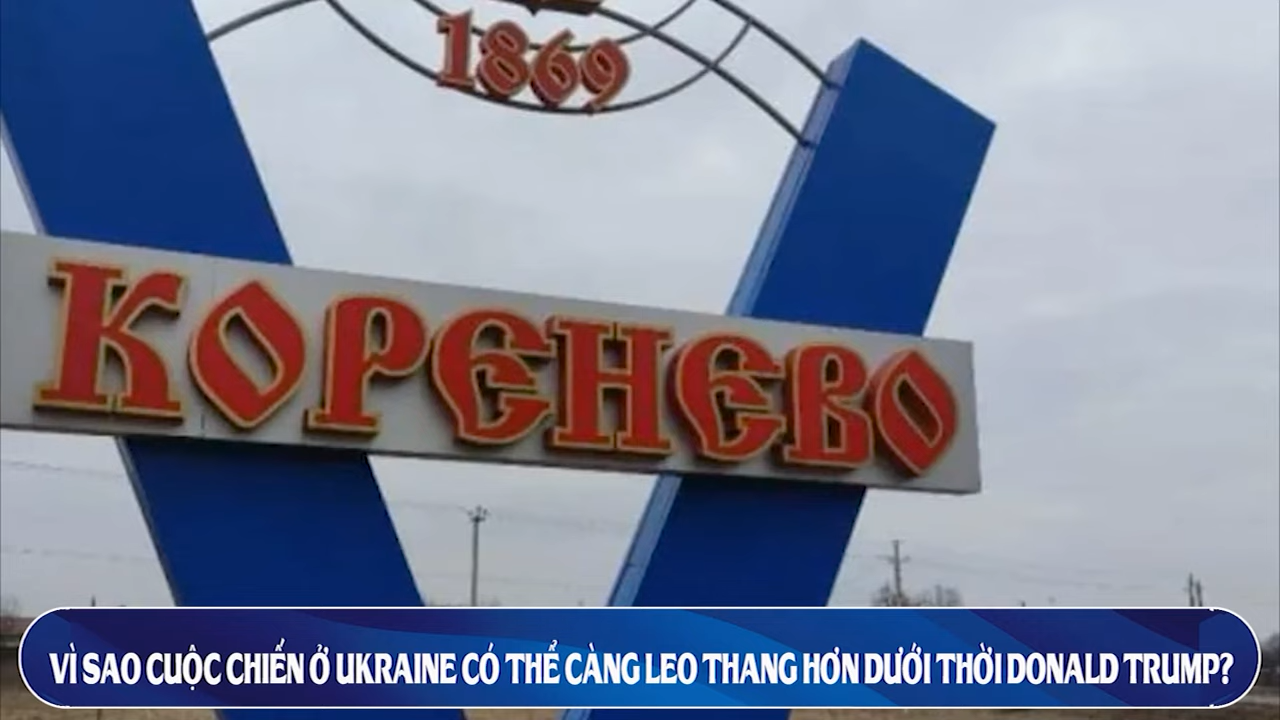 1869
КОРЕНЕВО
VÌ SAO CUỘC CHIẾN Ở UKRAINE CÓ THỂ CÀNG LEO THANG HƠN DƯỚI THỜI DONALD TRUMP?